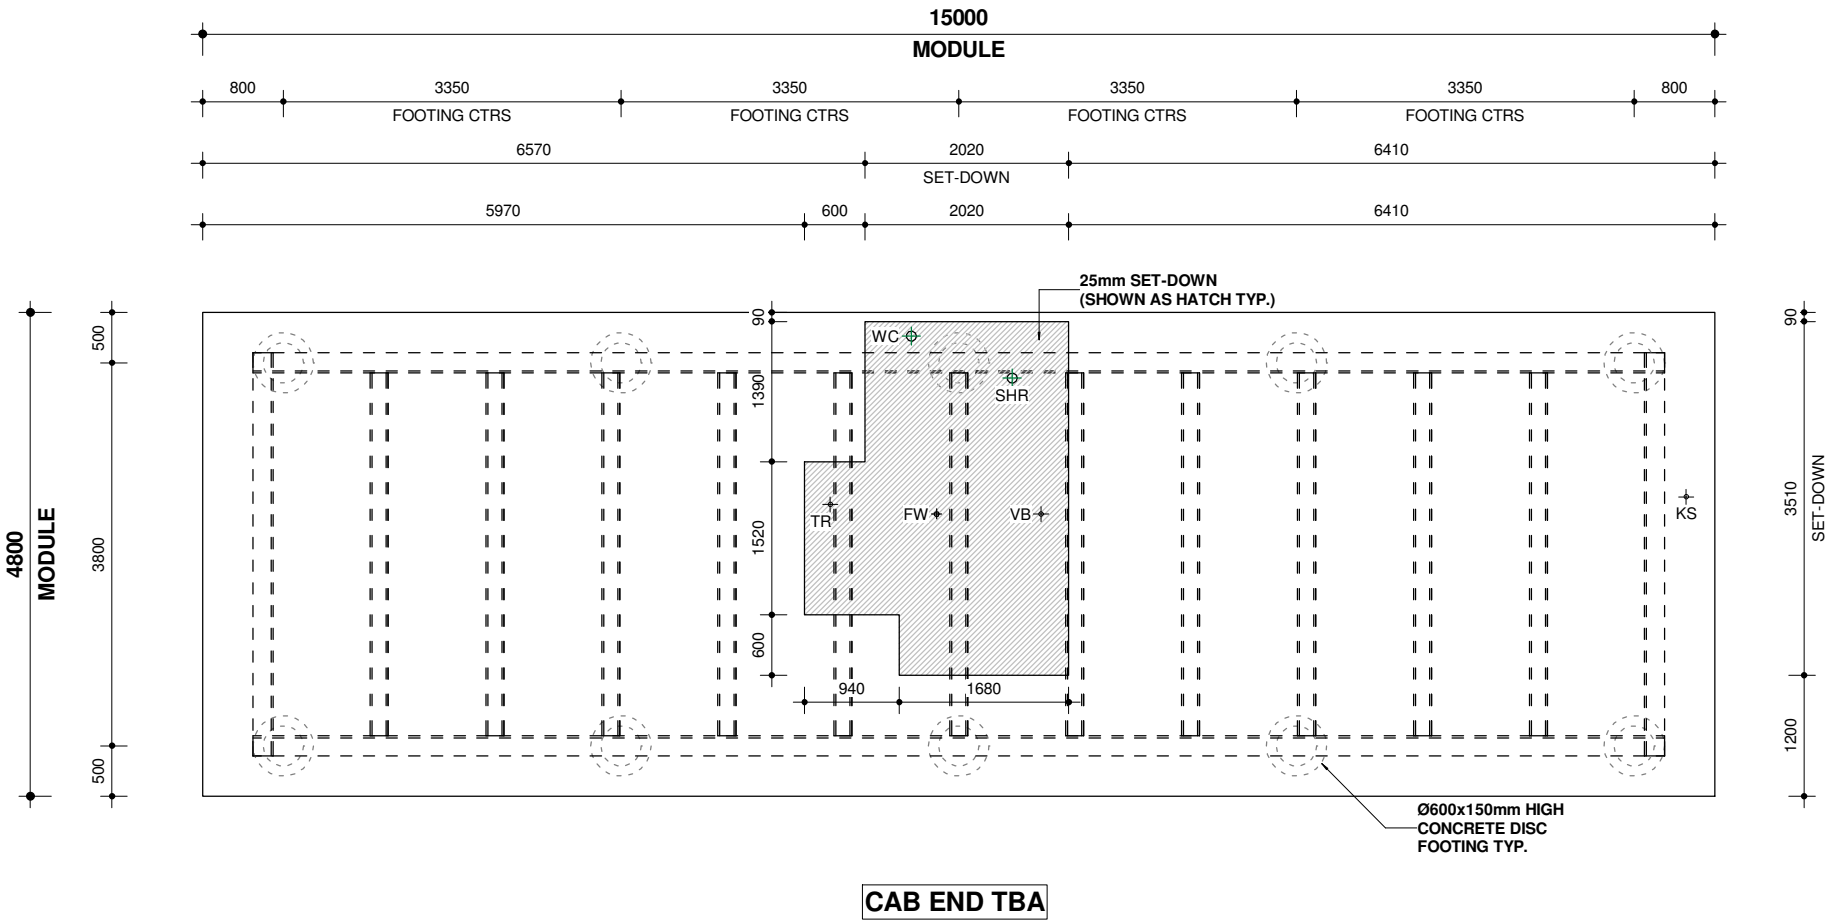 15000
MODULE
800 3350 3350 3350 3350 800
FOOTING CTRS FOOTING CTRS FOOTING CTRS FOOTING CTRS
6570 2020 6410
SET-DOWN
5970 600 2020 6410
25mm SET-DOWN
(SHOWN AS HATCH TYP.)
4800
MODULE
500
3800
500
90
1390
1520
600
WC
SHR
TR FW VB KS
940 1680
90
3510
SET-DOWN
1200
Ø600x150mm HIGH
CONCRETE DISC
FOOTING TYP.
CAB END TBA